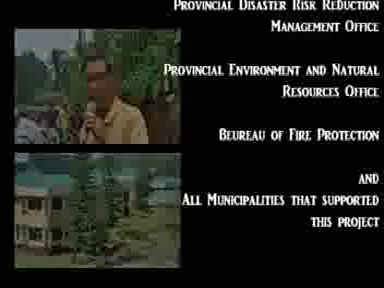 Provincial Disaster Risk Reduction
Management Office
Provincial Environment and Natural
Resources Office
Beureau of Fire Protection
and
All Municipalities that supported
this project